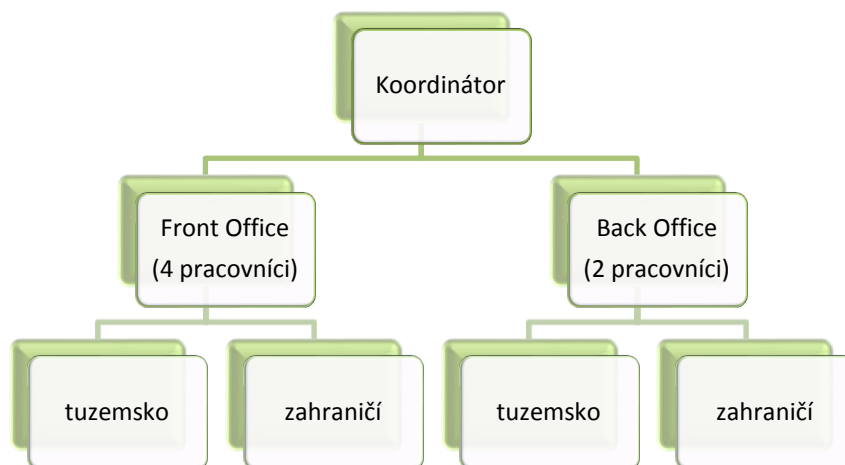 Koordinátor
Front Office
(4 pracovníci)
Back Office
(2 pracovníci)
tuzemsko
zahraničí
tuzemsko
zahraničí